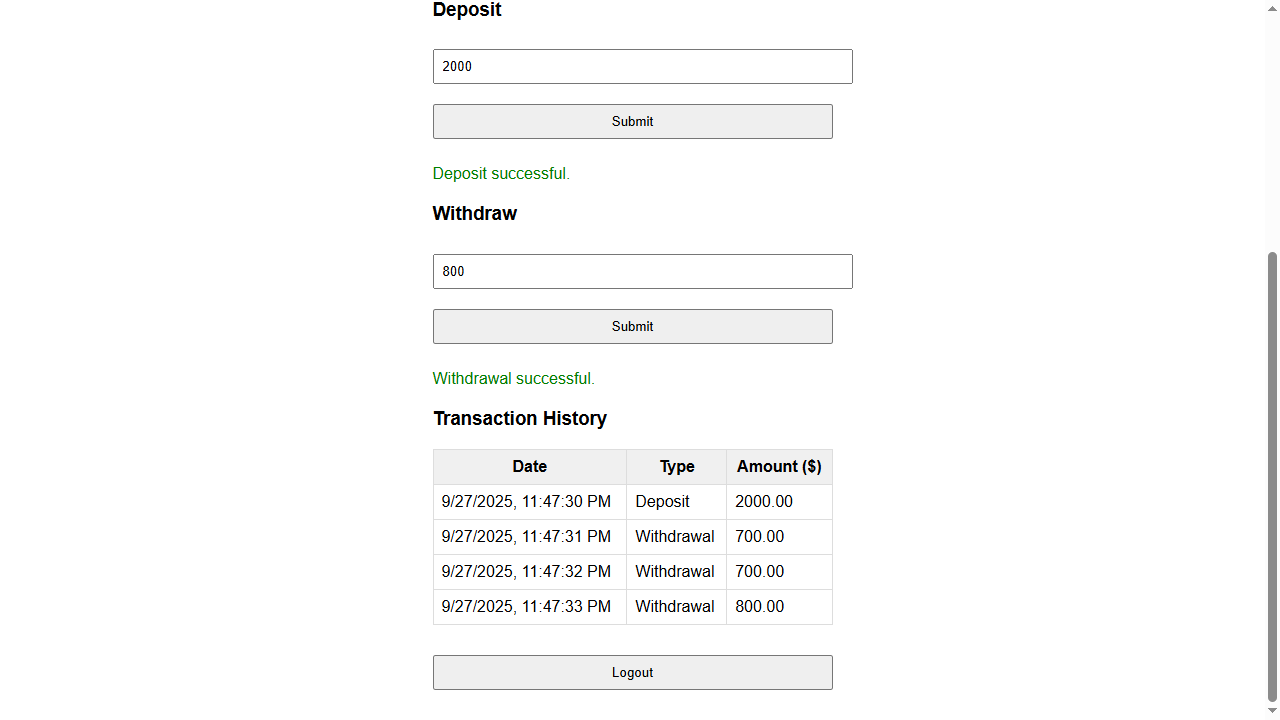 Deposit
2000
Submit
Deposit successful.
Withdraw
800
Submit
Withdrawal successful.
Transaction History
Date Type Amount ($)
9/27/2025, 11:47:30 PM Deposit 2000.00
9/27/2025, 11:47:31 PM Withdrawal 700.00
9/27/2025, 11:47:32 PM Withdrawal 700.00
9/27/2025, 11:47:33 PM Withdrawal 800.00
Logout